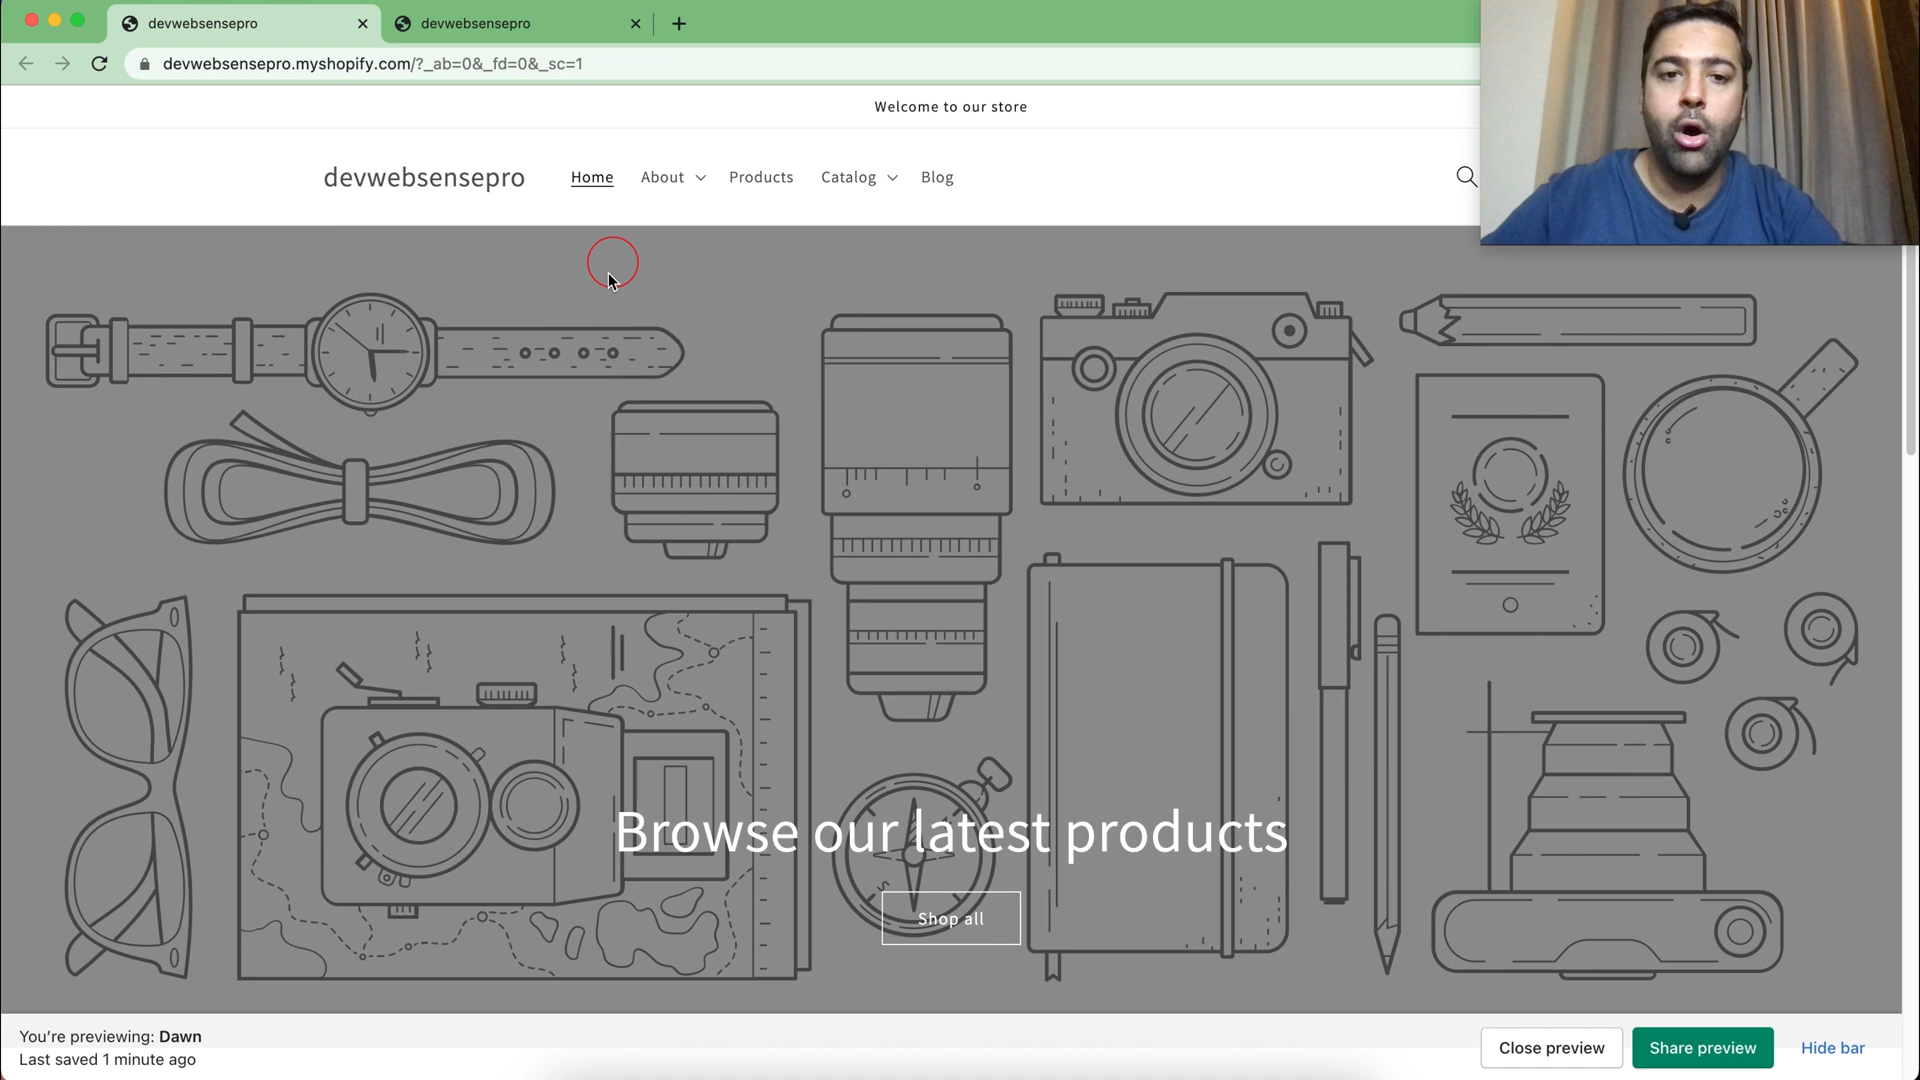 devwebsensepro
devwebsensepro
devwebsensepro.myshopify.com/?_ab=0&_fd=0&_sc=1
Welcome to our store
devwebsensepro
Home
About
Products
Catalog
Blog
Browse our latest products
Shop all
You're previewing: Dawn
Last saved 1 minute ago
Close preview
Share preview
Hide bar